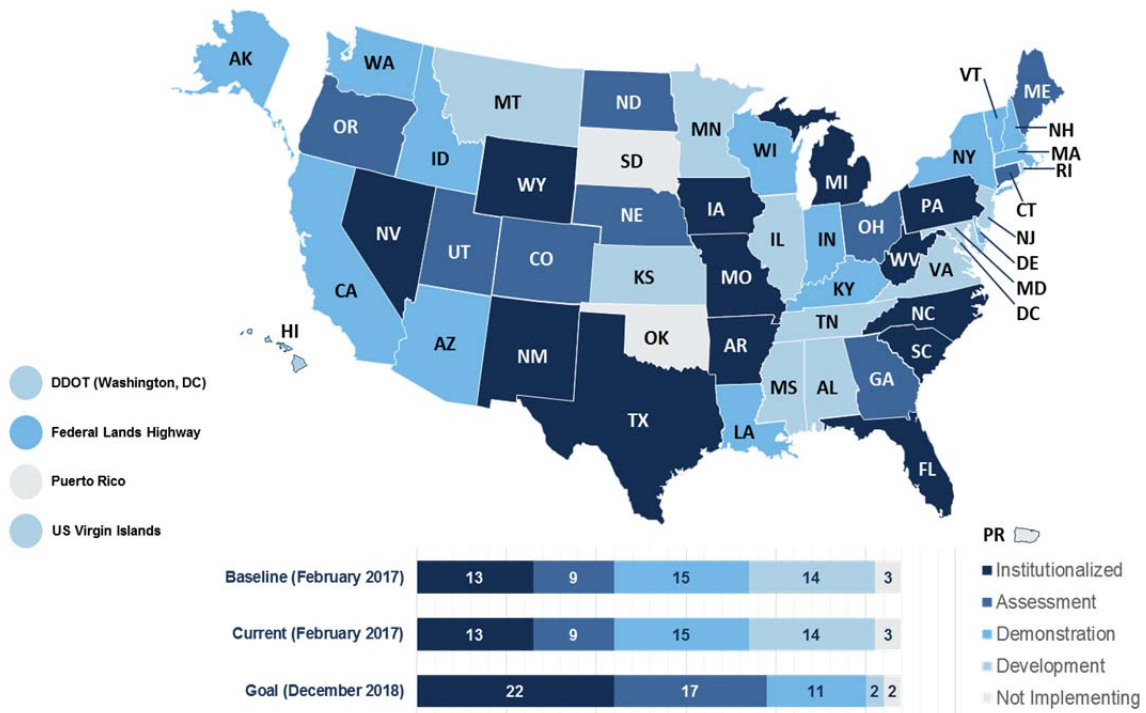 AK
WA
VT
ME
MT
ND
OR
MN
NH
ID
WI
NY
MA
SD
RI
WY
MI
IA
PA
CT
NE
NV
OH
NJ
IL
IN
UT
DE
CO
WV
VA
KS
MO
KY
MD
CA
DC
NC
TN
HI
OK
AZ
NM
AR
SC
MS
AL
GA
DDOT (Washington, DC)
TX
LA
Federal Lands Highway
FL
Puerto Rico
US Virgin Islands
PR
Baseline (February 2017) 13 9 15 14 3
Current (February 2017) 13 9 15 14 3
Goal (December 2018) 22 17 11 2 2
Institutionalized
Assessment
Demonstration
Development
Not Implementing